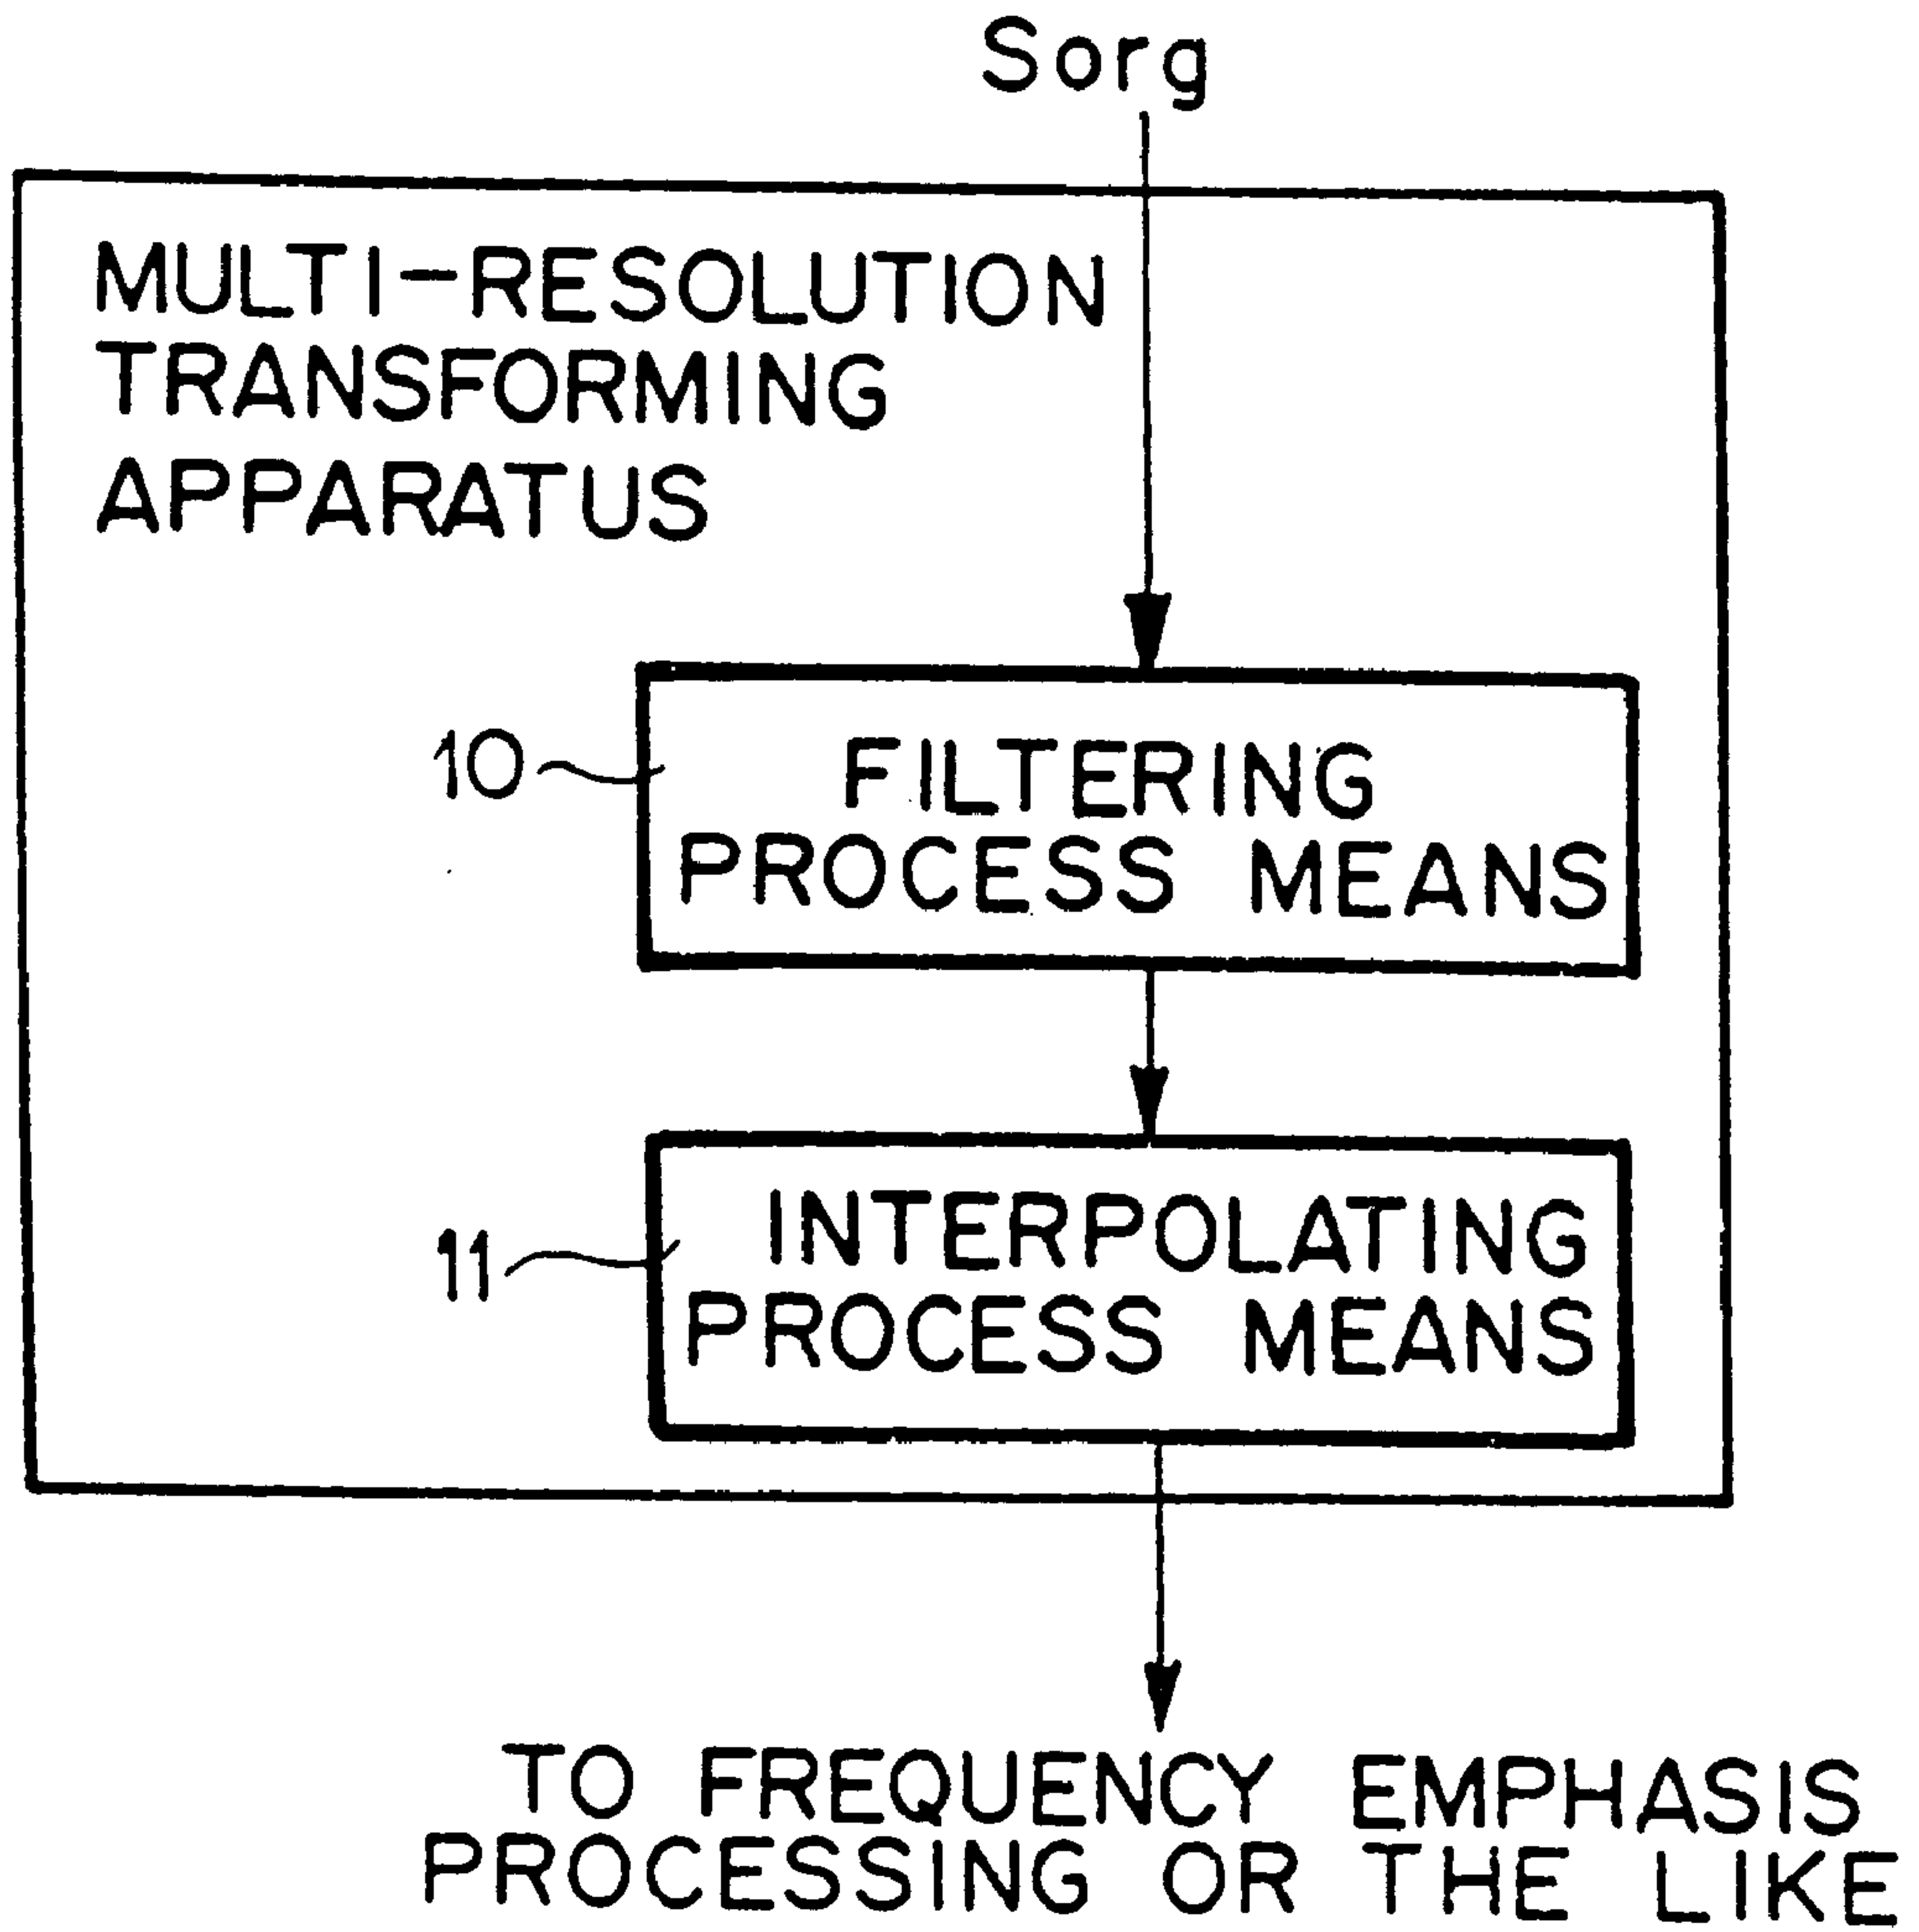 Sorg
MULTI-RESOLUTION
TRANSFORMING
APPARATUS
10
FILTERING
PROCESS MEANS
11
INTERPOLATING
PROCESS MEANS
TO FREQUENCY EMPHASIS
PROCESSING OR THE LIKE